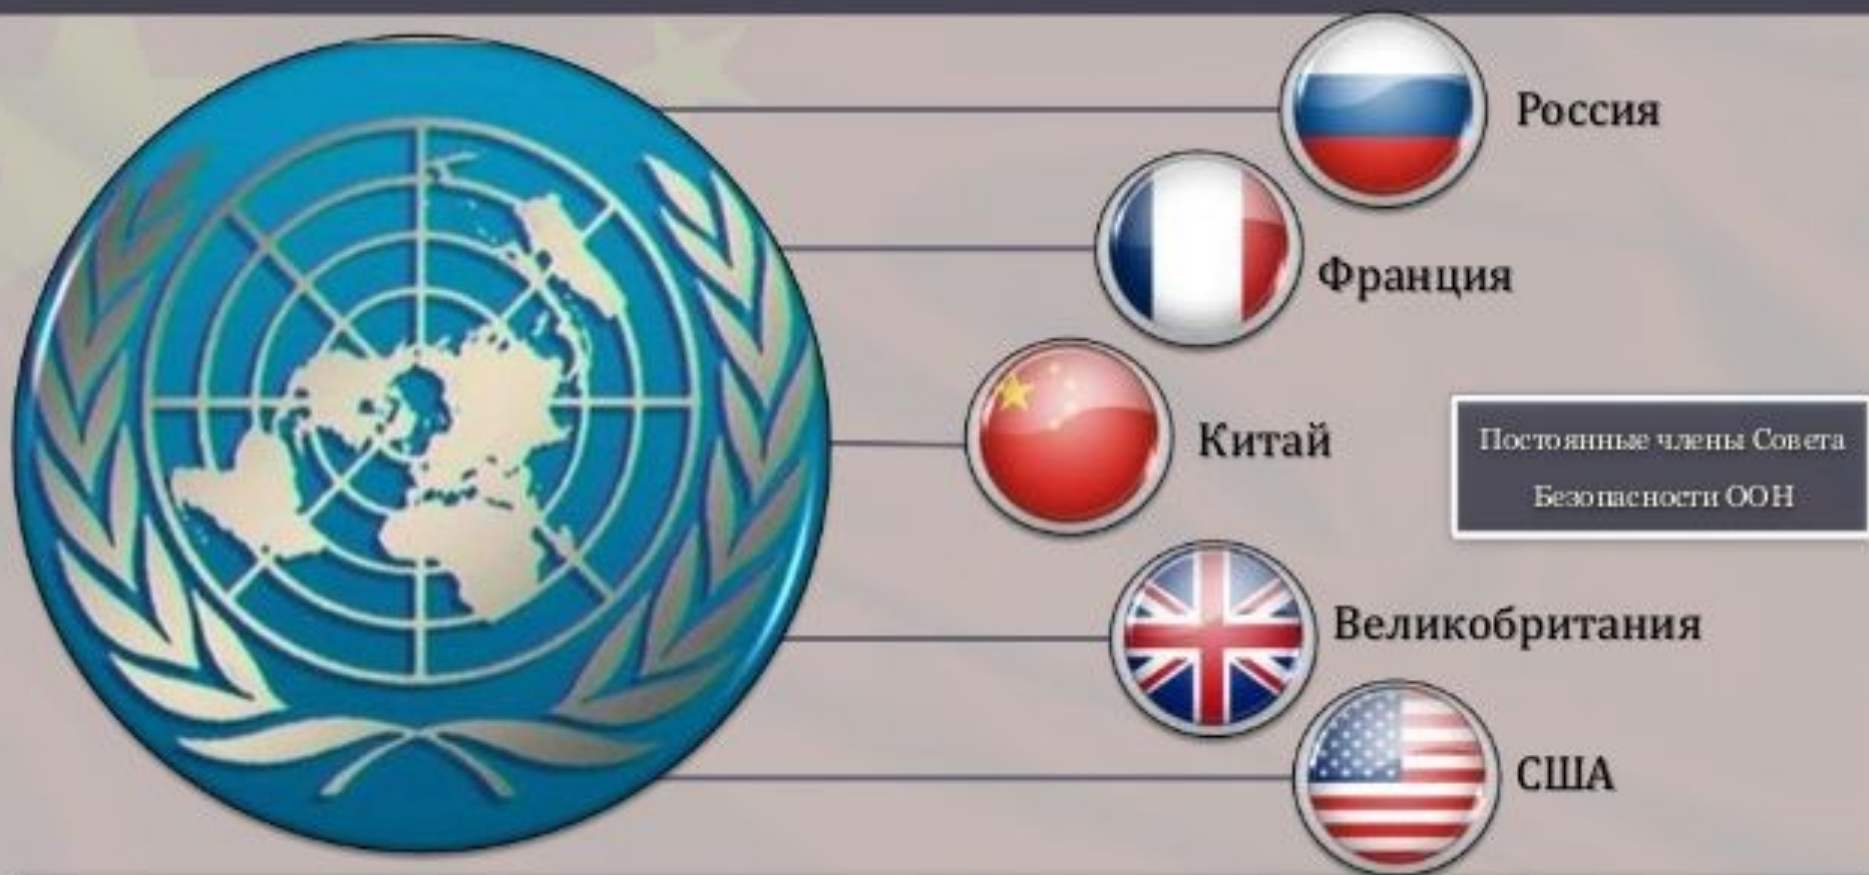 Россия
Франция
Китай
Постоянные члены Совета
Безопасности ООН
Великобритания
США